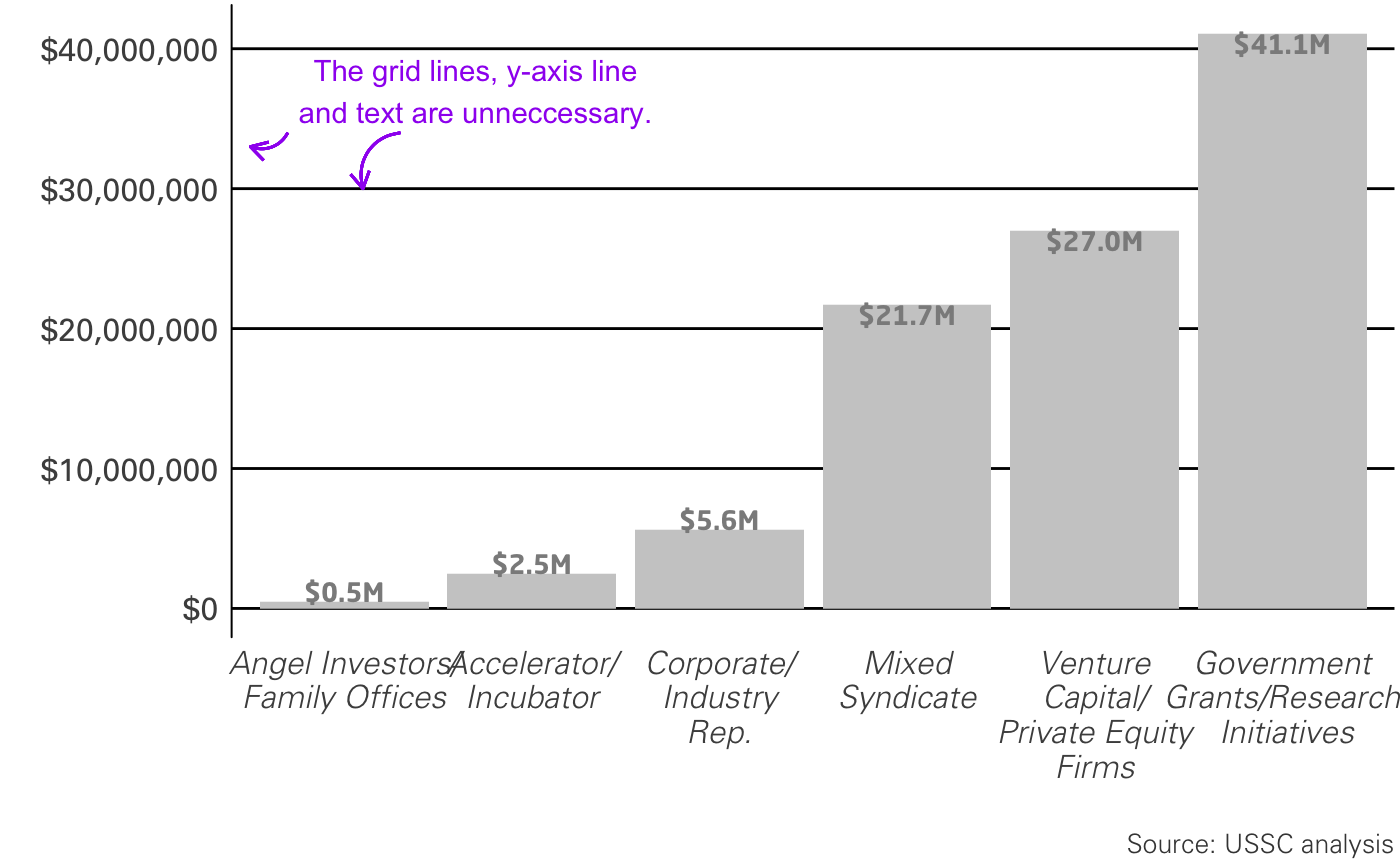 $40,000,000
The grid lines, y-axis line
and text are unneccessary.
$30,000,000
$20,000,000
$10,000,000
$0
$41.1M
$27.0M
$21.7M
$5.6M
$2.5M
$0.5M
Angel Investors/
Family Offices
Accelerator/
Incubator
Corporate/
Industry
Rep.
Mixed
Syndicate
Venture
Capital/
Private Equity
Firms
Government
Grants/Research
Initiatives
Source: USSC analysis